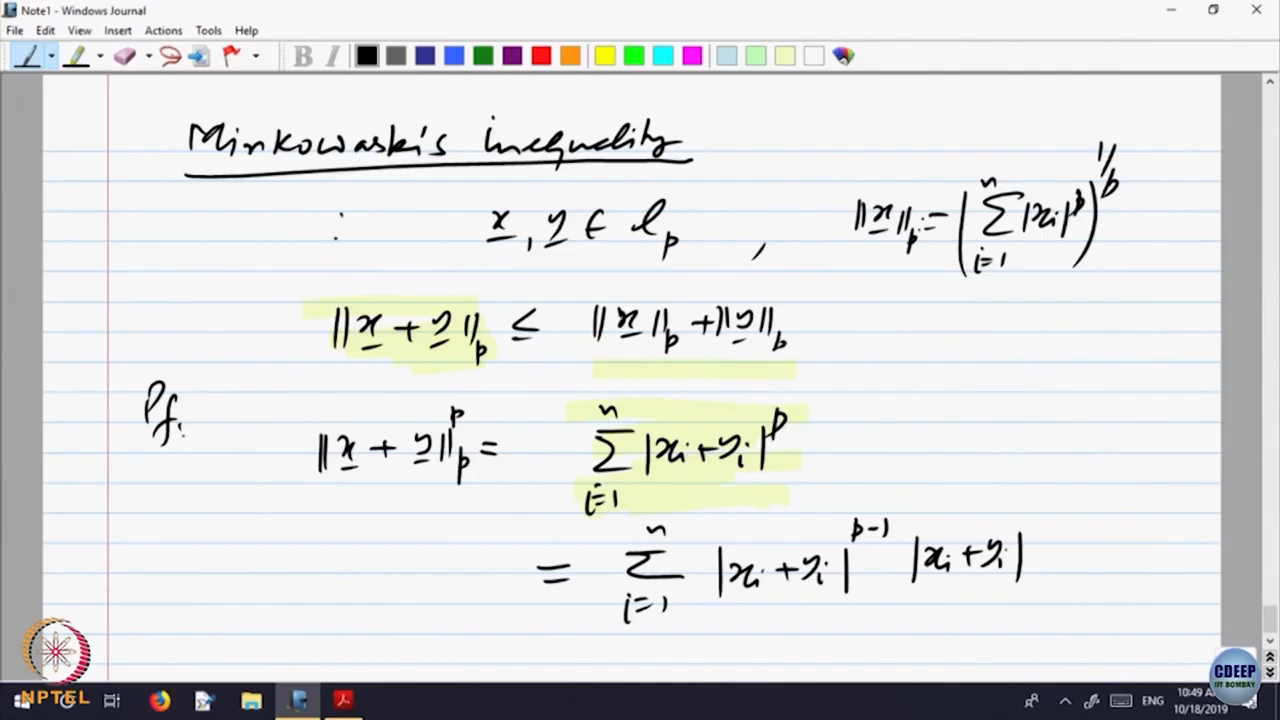 Note1 - Windows Journal
File Edit View Insert Actions Tools Help
B I
Minkowaski's inequality
: x, y ∈ l_p , ||x||_p = (∑_{i=1}^{n} |x_i|^p)^{1/p}
||x + y||_p ≤ ||x||_p + ||y||_p
Pf. ||x + y||_p^p = ∑_{i=1}^{n} |x_i + y_i|^p
= ∑_{i=1}^{n} |x_i + y_i|^{p-1} |x_i + y_i|
CDEEP
IIT BOMBAY
NPTEL
ENG
10:49 A
10/18/2019